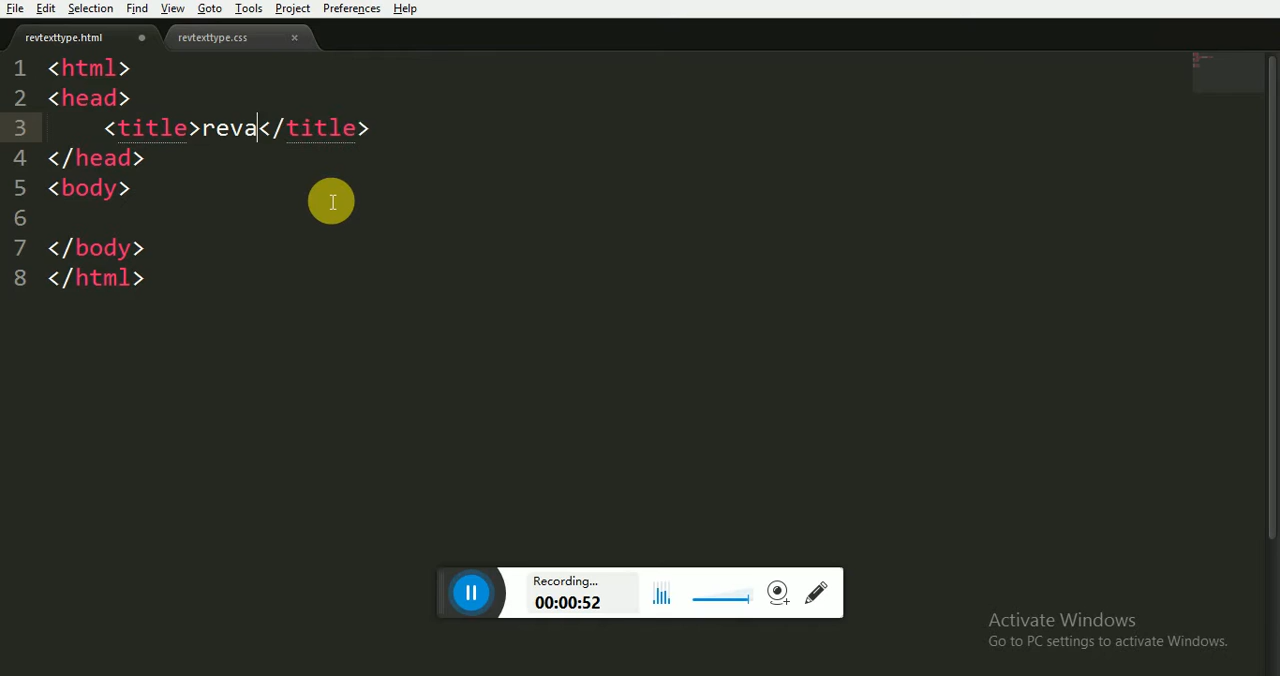 File Edit Selection Find View Goto Tools Project Preferences Help
revtexttype.html revtexttype.css ×
1 <html>
2 <head>
3 <title>reva</title>
4 </head>
5 <body>
6
7 </body>
8 </html>
Recording...
00:00:52
Activate Windows
Go to PC settings to activate Windows.